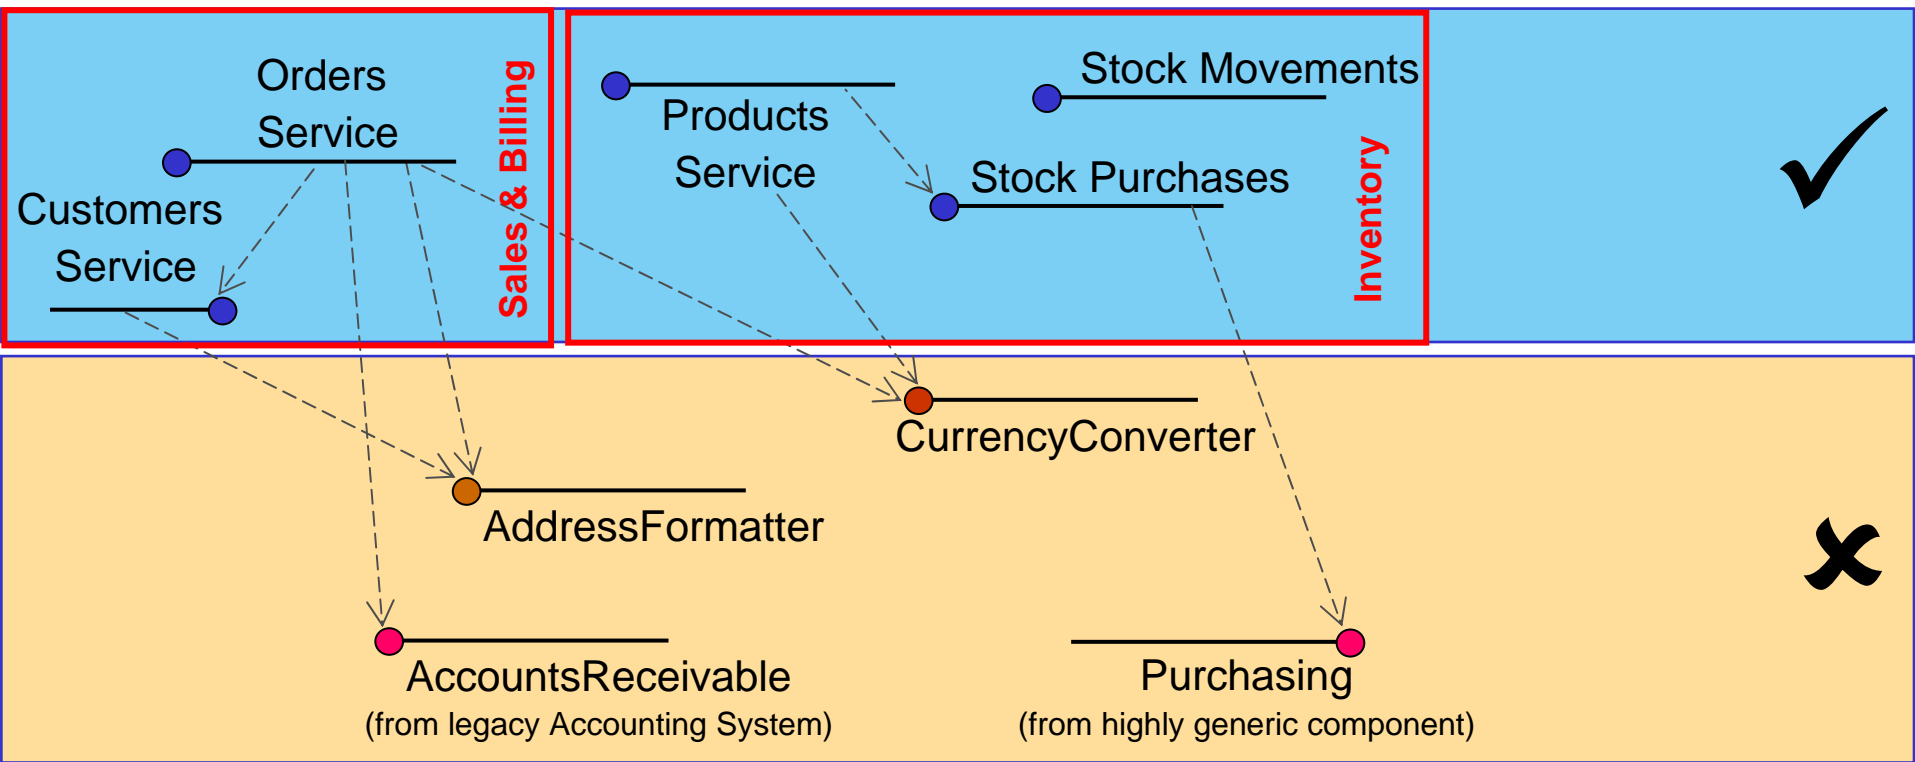 Orders
Service
Customers
Service
Sales & Billing
Products
Service
Stock Movements
Stock Purchases
Inventory
CurrencyConverter
AddressFormatter
AccountsReceivable
(from legacy Accounting System)
Purchasing
(from highly generic component)